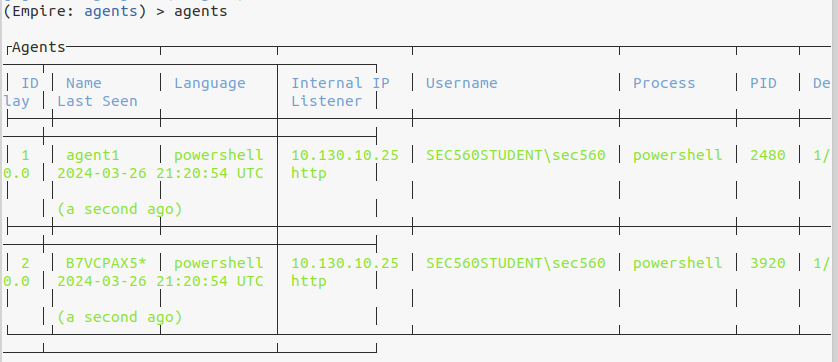 (Empire: agents) > agents
Agents
ID Name Language Internal IP Username Process PID De
lay Last Seen Listener
1 agent1 powershell 10.130.10.25 SEC560STUDENT\sec560 powershell 2480 1/
0.0 2024-03-26 21:20:54 UTC http
(a second ago)
2 B7VCPAX5* powershell 10.130.10.25 SEC560STUDENT\sec560 powershell 3920 1/
0.0 2024-03-26 21:20:54 UTC http
(a second ago)